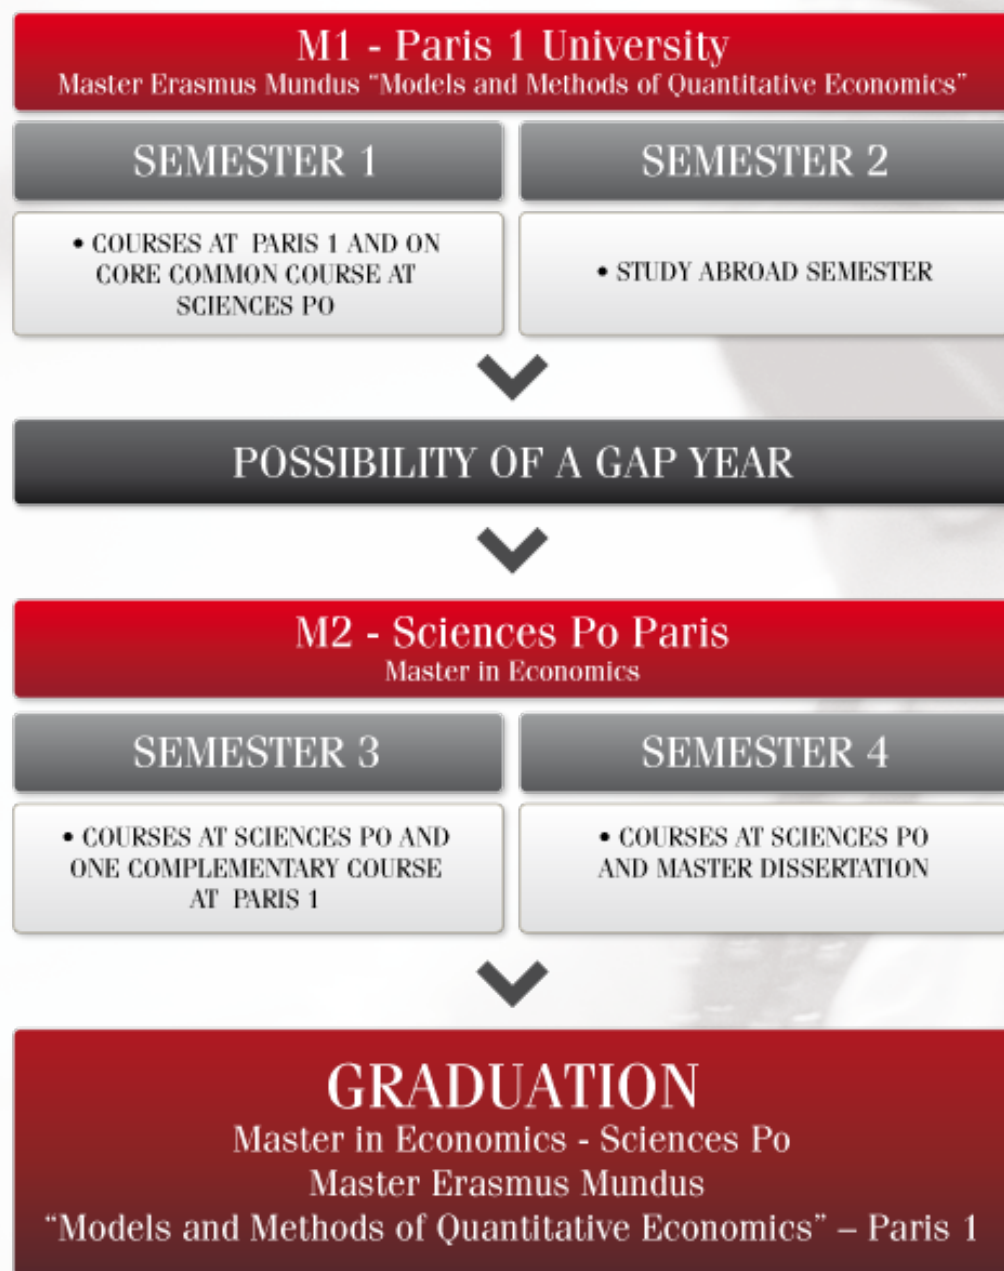 M1 - Paris 1 University
Master Erasmus Mundus “Models and Methods of Quantitative Economics”
SEMESTER 1
• COURSES AT PARIS 1 AND ON
CORE COMMON COURSE AT
SCIENCES PO
SEMESTER 2
• STUDY ABROAD SEMESTER
POSSIBILITY OF A GAP YEAR
M2 - Sciences Po Paris
Master in Economics
SEMESTER 3
• COURSES AT SCIENCES PO AND
ONE COMPLEMENTARY COURSE
AT PARIS 1
SEMESTER 4
• COURSES AT SCIENCES PO
AND MASTER DISSERTATION
GRADUATION
Master in Economics - Sciences Po
Master Erasmus Mundus
“Models and Methods of Quantitative Economics” – Paris 1